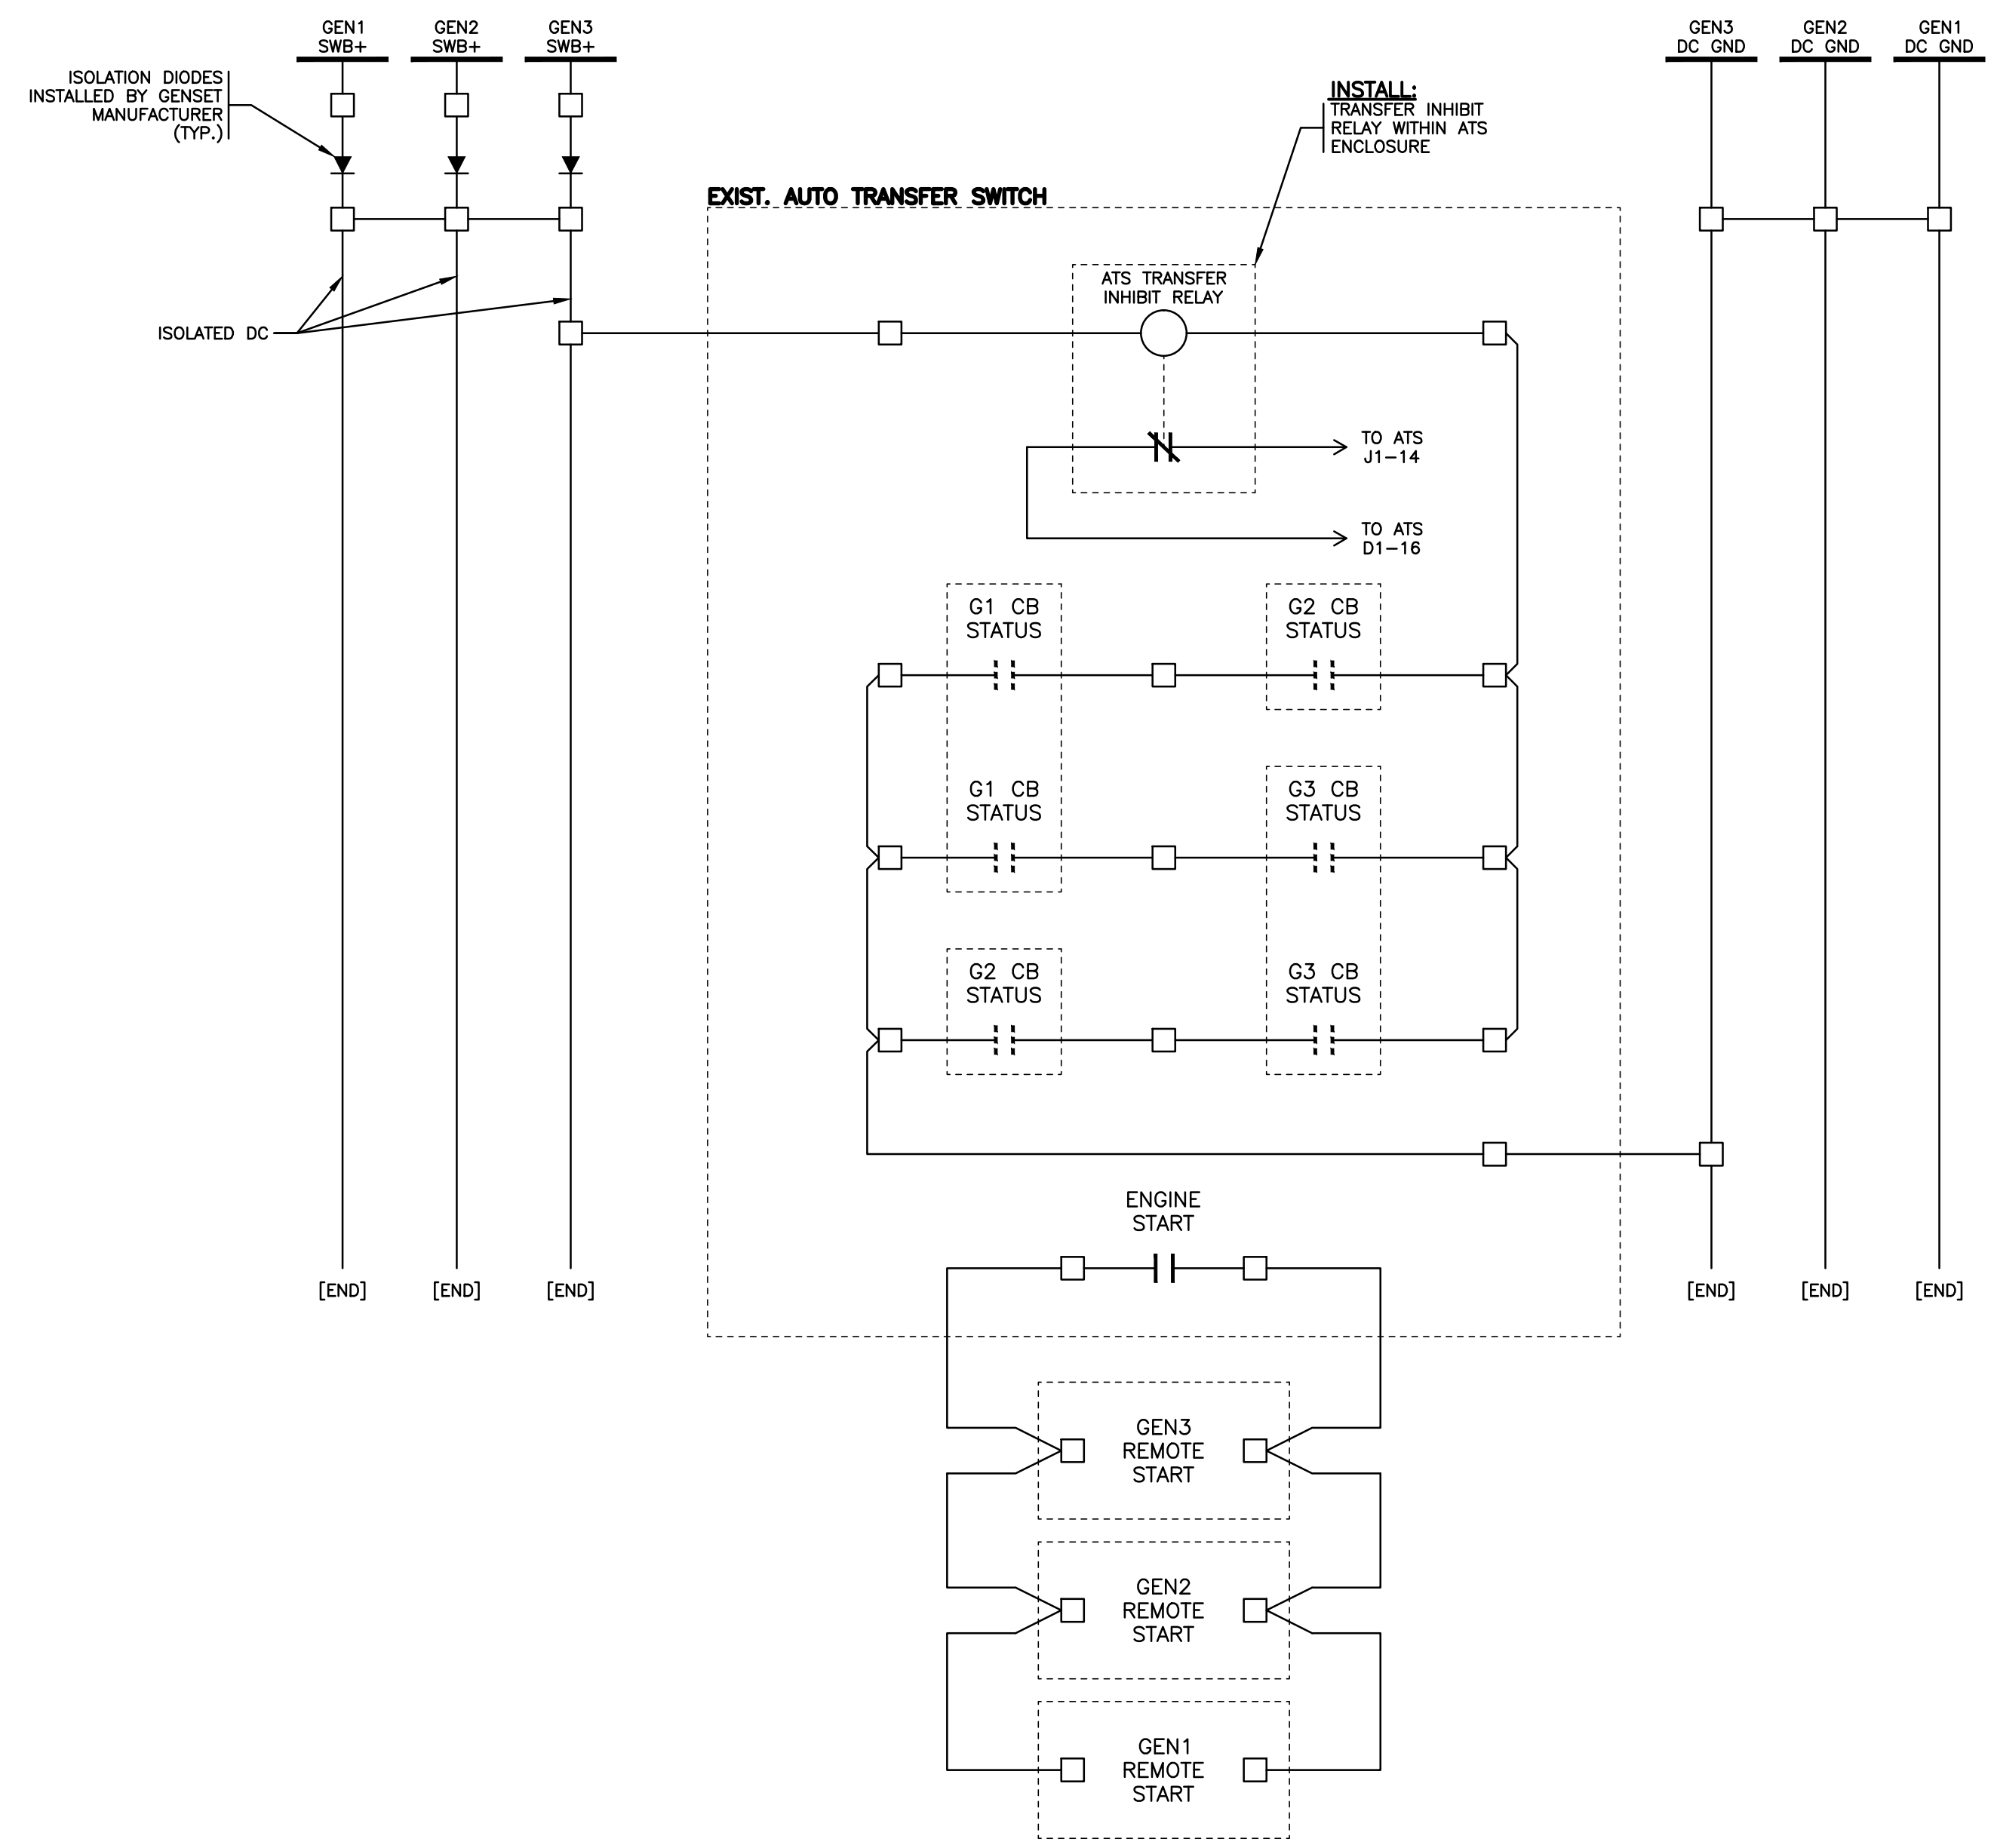 GEN1
SWB+
GEN2
SWB+
GEN3
SWB+
GEN3
DC GND
GEN2
DC GND
GEN1
DC GND
ISOLATION DIODES
INSTALLED BY GENSET
MANUFACTURER
(TYP.)
INSTALL:
TRANSFER INHIBIT
RELAY WITHIN ATS
ENCLOSURE
EXIST. AUTO TRANSFER SWITCH
ATS TRANSFER
INHIBIT RELAY
ISOLATED DC
TO ATS
J1-14
TO ATS
D1-16
G1 CB
STATUS
G2 CB
STATUS
G1 CB
STATUS
G3 CB
STATUS
G2 CB
STATUS
G3 CB
STATUS
ENGINE
START
[END]
[END]
[END]
[END]
[END]
[END]
GEN3
REMOTE
START
GEN2
REMOTE
START
GEN1
REMOTE
START